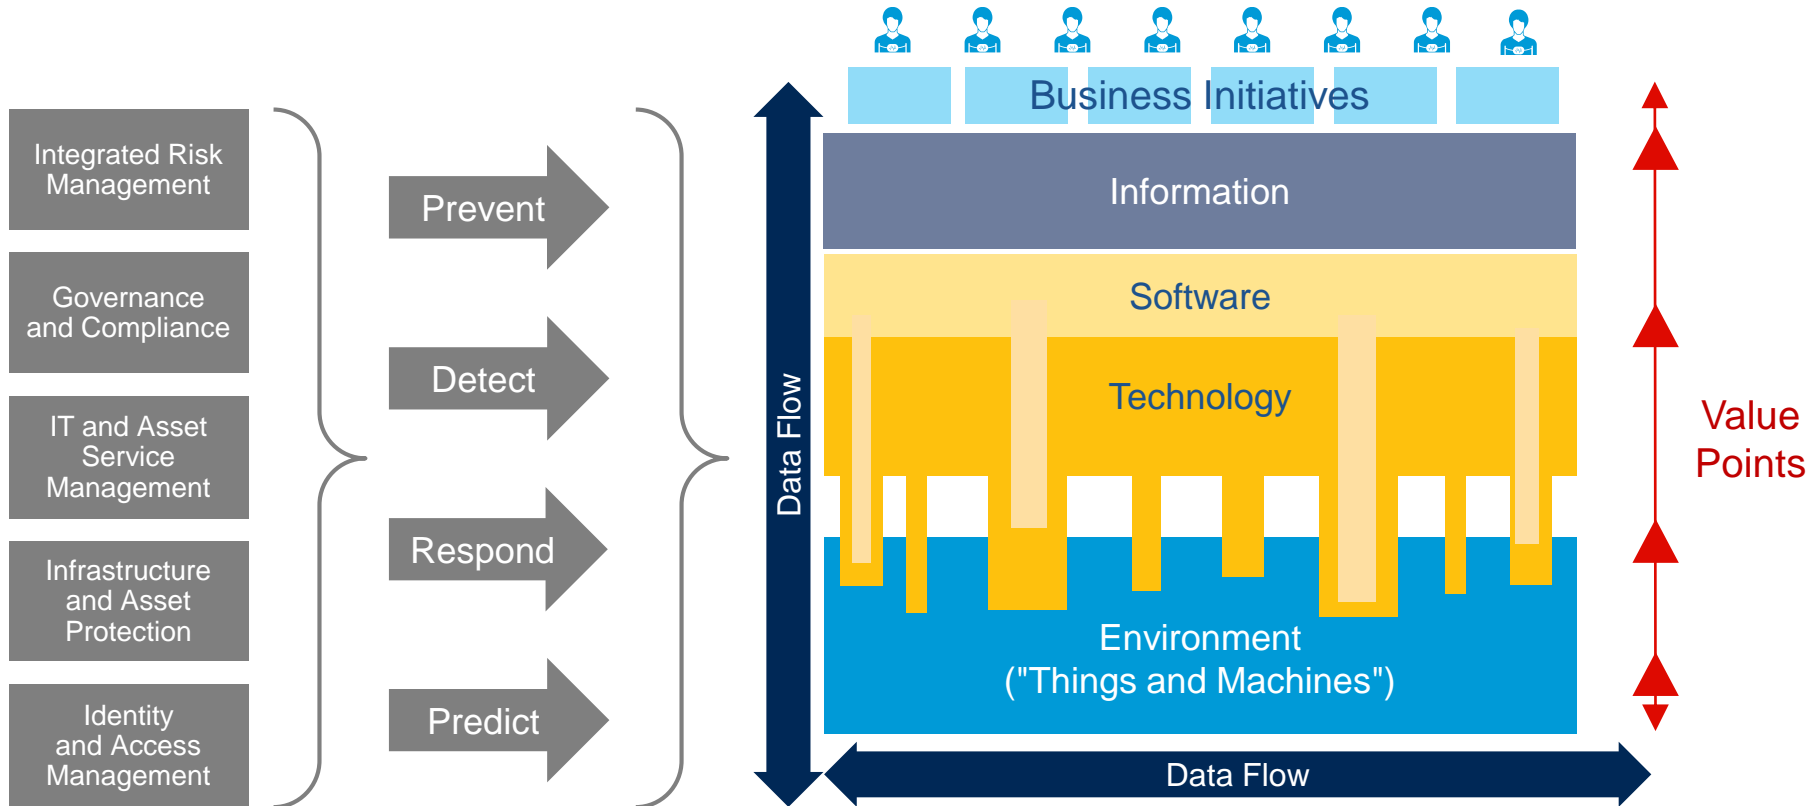 Integrated Risk
Management
Governance
and Compliance
IT and Asset
Service
Management
Infrastructure
and Asset
Protection
Identity
and Access
Management
Prevent
Detect
Respond
Predict
Data Flow
Business Initiatives
Information
Software
Technology
Environment
("Things and Machines")
Data Flow
Value
Points